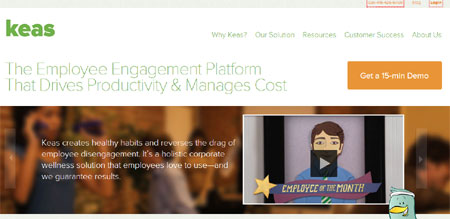 Login
keas
Why Keas? Our Solution Resources Customer Success About Us
The Employee Engagement Platform
That Drives Productivity & Manages Cost
Get a 15-min Demo
Keas creates healthy habits and reverses the drag of
employee disengagement. It's a holistic corporate
wellness solution that employees love to use—and
we guarantee results.
EMPLOYEE OF THE MONTH